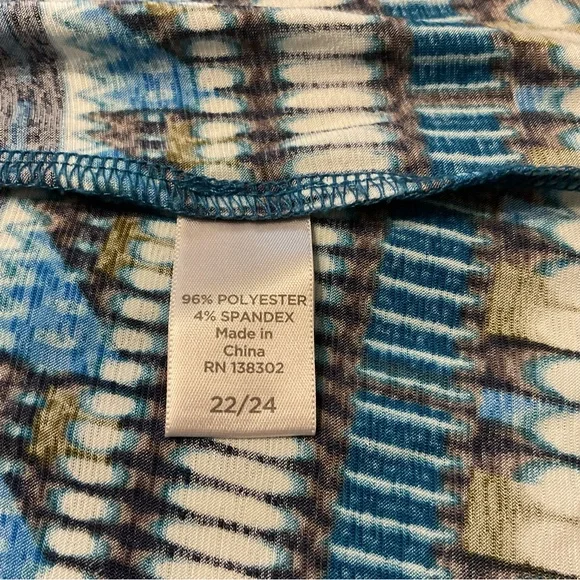 96% POLYESTER
4% SPANDEX
Made in
China
RN 138302
22/24